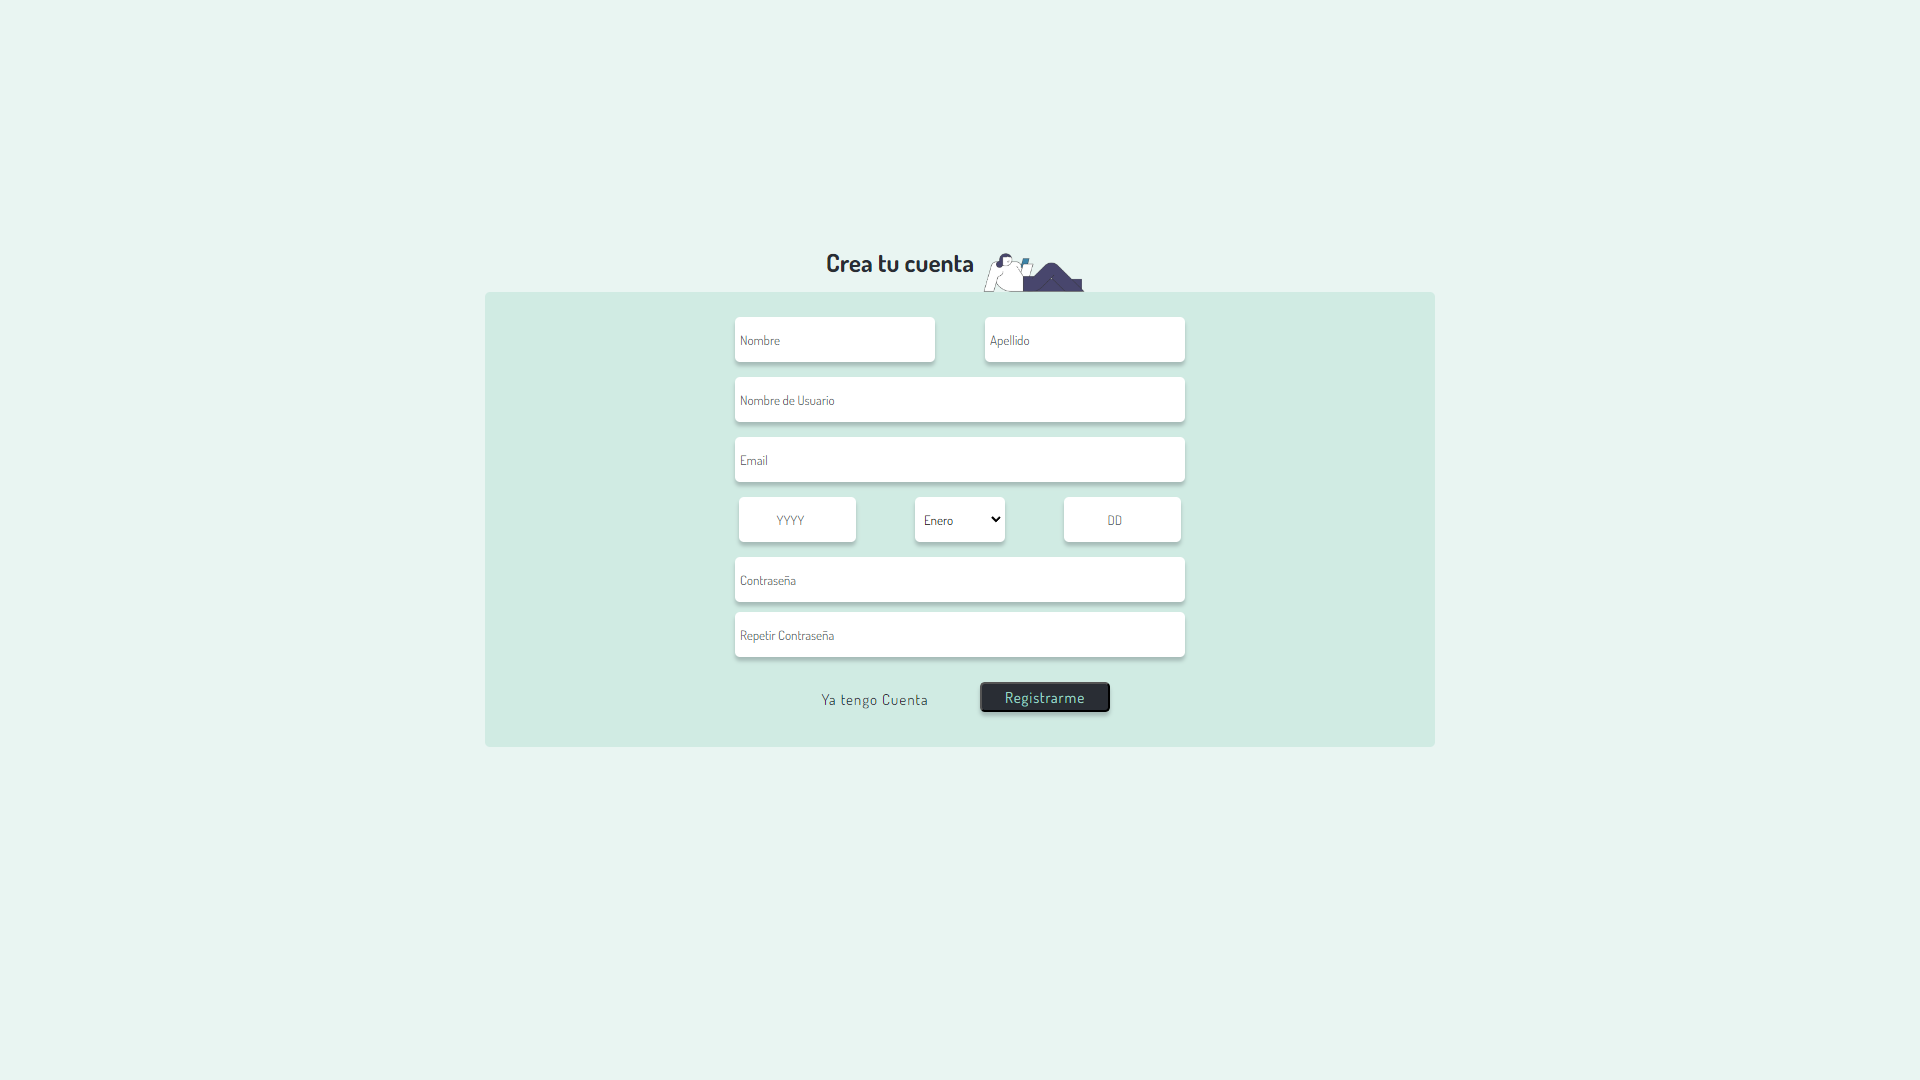 Crea tu cuenta
Nombre Apellido
Nombre de Usuario
Email
YYYY Enero DD
Contraseña
Repetir Contraseña
Ya tengo Cuenta Registrarme